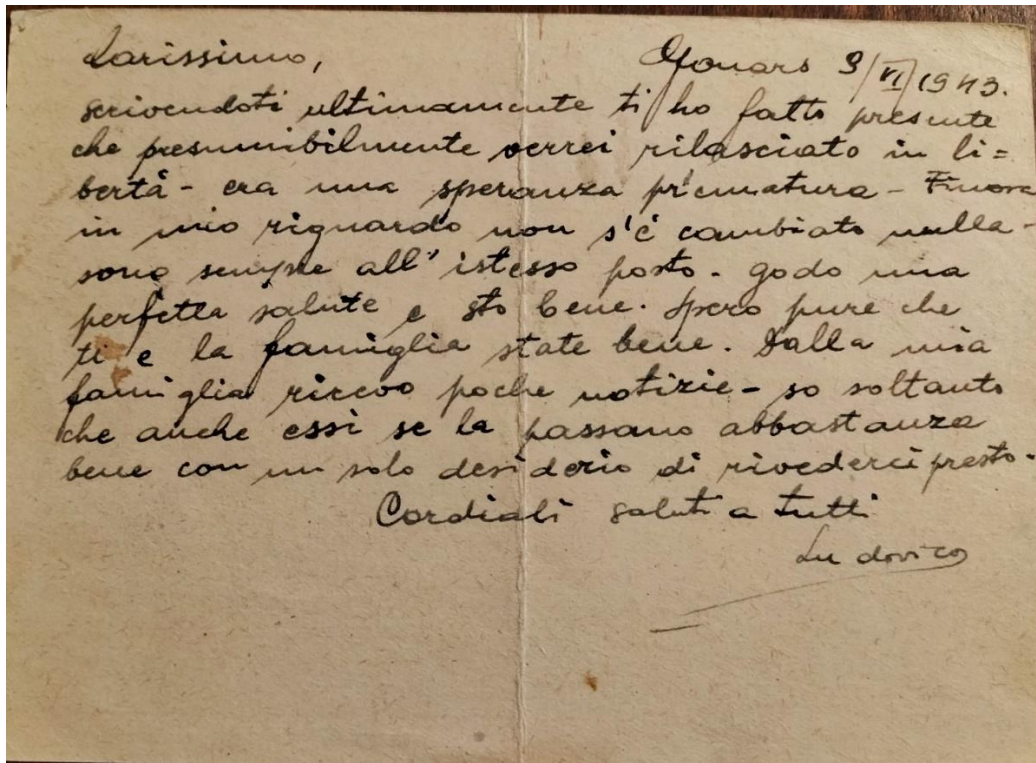 Carissimo, Gonars 9/VI/1943.
scrivendoti ultimamente ti ho fatto presente
che presumibilmente verrei rilasciato in li=
bertà - era una speranza prematura - Finora
in mio riguardo non s'è cambiato nulla -
sono sempre all' istesso posto. godo una
perfetta salute e sto bene. Spero pure che
tu e la famiglia state bene. Dalla mia
famiglia ricevo poche notizie - so soltanto
che anche essi se la passano abbastanza
bene con un solo desiderio di rivederci presto.
Cordiali saluti a tutti
Ludovico